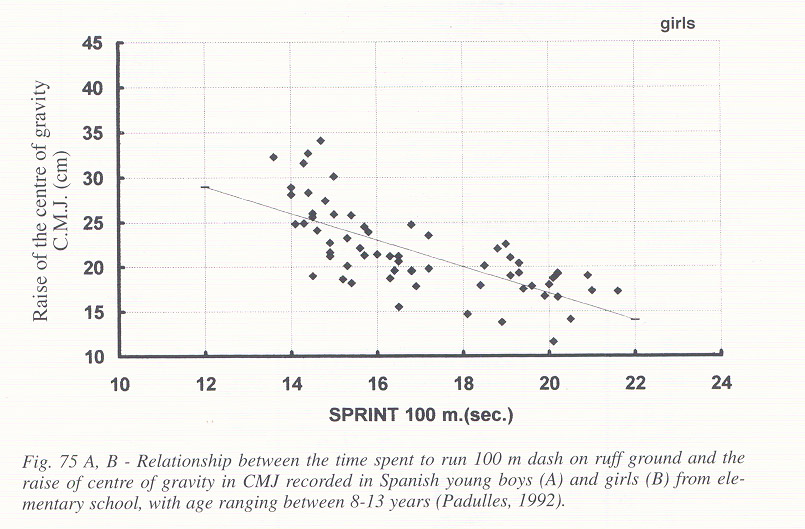 girls
45
40
35
30
25
20
15
10
Raise of the centre of gravity
C.M.J. (cm)
10 12 14 16 18 20 22 24
SPRINT 100 m.(sec.)
Fig. 75 A, B - Relationship between the time spent to run 100 m dash on ruff ground and the
raise of centre of gravity in CMJ recorded in Spanish young boys (A) and girls (B) from ele-
mentary school, with age ranging between 8-13 years (Padulles, 1992).